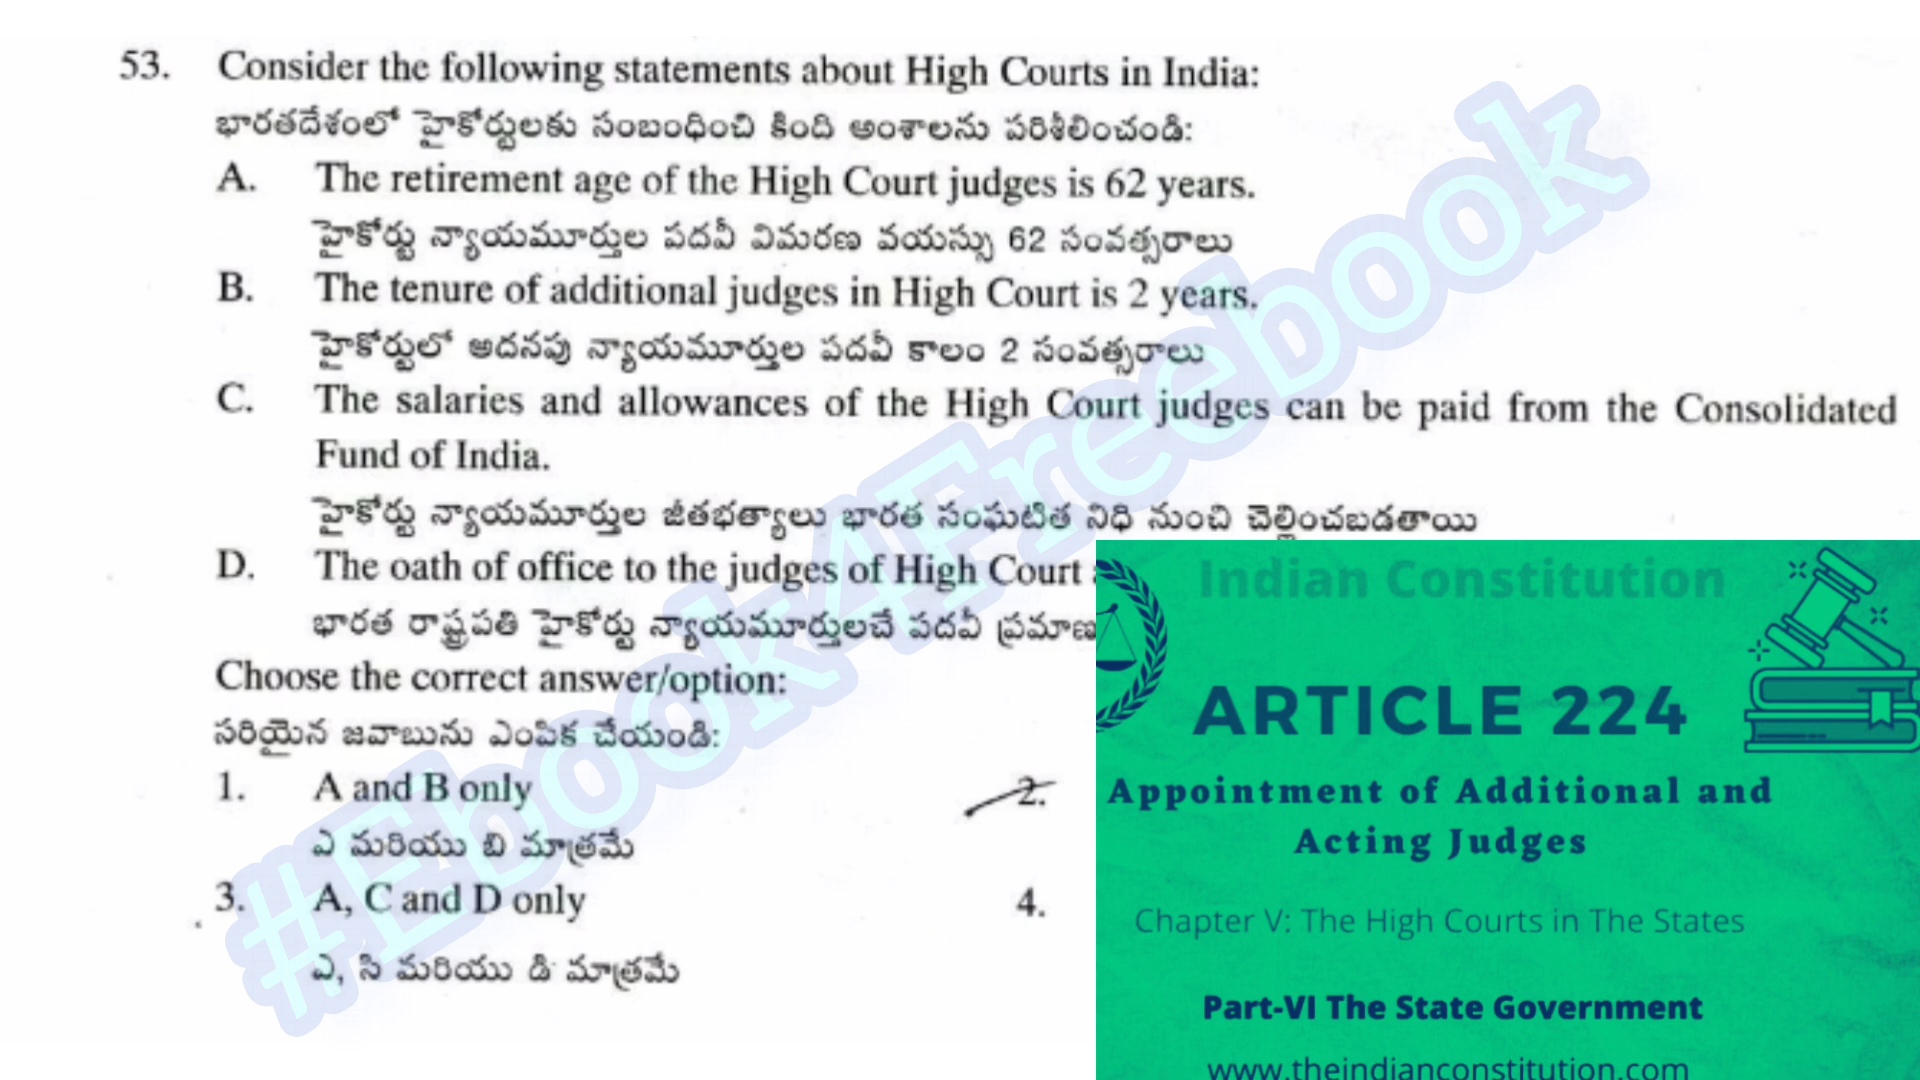 53. Consider the following statements about High Courts in India:
భారతదేశంలో హైకోర్టులకు సంబంధించి కింది అంశాలను పరిశీలించండి:
A. The retirement age of the High Court judges is 62 years.
హైకోర్టు న్యాయమూర్తుల పదవీ విమరణ వయస్సు 62 సంవత్సరాలు
B. The tenure of additional judges in High Court is 2 years.
హైకోర్టులో అదనపు న్యాయమూర్తుల పదవీ కాలం 2 సంవత్సరాలు
C. The salaries and allowances of the High Court judges can be paid from the Consolidated
Fund of India.
హైకోర్టు న్యాయమూర్తుల జీతభత్యాలు భారత సంఘటిత నిధి నుంచి చెల్లించబడతాయి
D. The oath of office to the judges of High Court
భారత రాష్ట్రపతి హైకోర్టు న్యాయమూర్తులచే పదవీ ప్రమాణ
Choose the correct answer/option:
సరియైన జవాబును ఎంపిక చేయండి:
1. A and B only 2.
ఎ మరియు బి మాత్రమే
3. A, C and D only 4.
ఎ, సి మరియు డి మాత్రమే
#Ebook4Freebook
Indian Constitution
ARTICLE 224
Appointment of Additional and
Acting Judges
Chapter V: The High Courts in The States
Part-VI The State Government
www.theindianconstitution.com